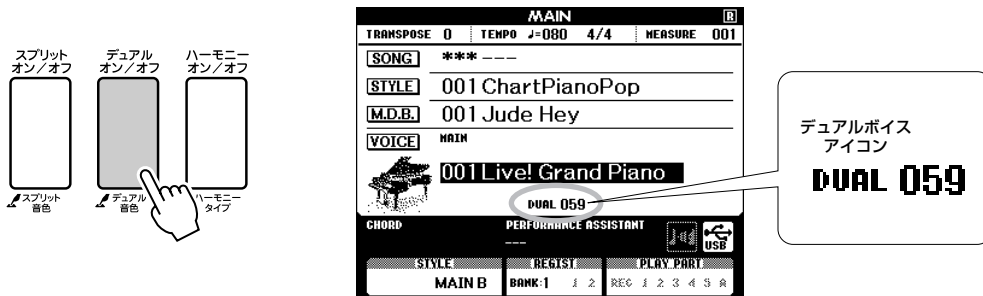 スプリット
オン／オフ
デュアル
オン／オフ
ハーモニー
オン／オフ
スプリット
音色
デュアル
音色
ハーモニー
タイプ
MAIN R
TRANSPOSE 0 TEMPO ♩=080 4/4 MEASURE 001
SONG ***---
STYLE 001 ChartPianoPop
M.D.B. 001 Jude Hey
VOICE MAIN
001 Live! Grand Piano
DUAL 059
CHORD PERFORMANCE ASSISTANT
---
USB
STYLE REGIST PLAY PART
MAIN B BANK:1 1 2 REC 1 2 3 4 5 A
デュアルボイス
アイコン
DUAL 059